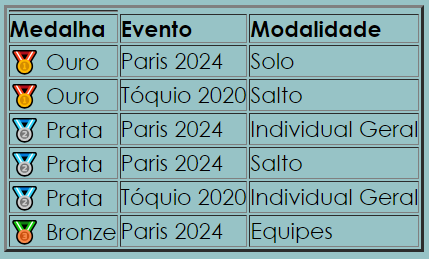 Medalha Evento Modalidade
Ouro Paris 2024 Solo
Ouro Tóquio 2020 Salto
Prata Paris 2024 Individual Geral
Prata Paris 2024 Salto
Prata Tóquio 2020 Individual Geral
Bronze Paris 2024 Equipes